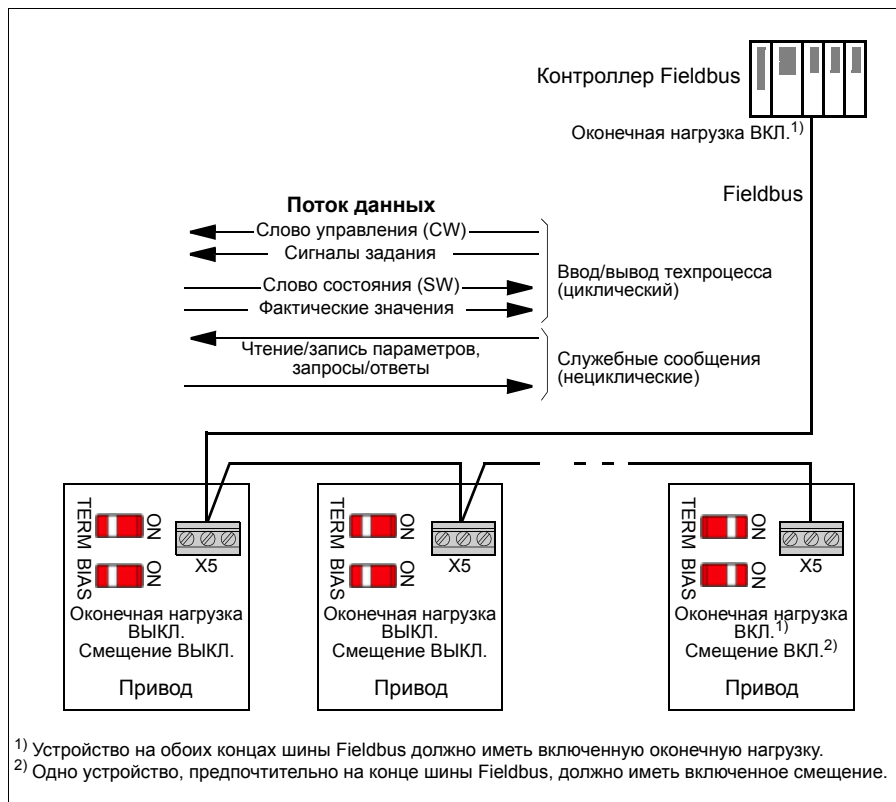 Контроллер Fieldbus
Оконечная нагрузка ВКЛ.1)
Fieldbus
Поток данных
Слово управления (CW)
Сигналы задания
Слово состояния (SW)
Фактические значения
Ввод/вывод техпроцесса
(циклический)
Чтение/запись параметров,
запросы/ответы
Служебные сообщения
(нециклические)
TERM
ON
BIAS
ON
X5
Оконечная нагрузка
ВЫКЛ.
Смещение ВЫКЛ.
Привод
TERM
ON
BIAS
ON
X5
Оконечная нагрузка
ВЫКЛ.
Смещение ВЫКЛ.
Привод
TERM
ON
BIAS
ON
X5
Оконечная нагрузка
ВКЛ.1)
Смещение ВКЛ.2)
Привод
1) Устройство на обоих концах шины Fieldbus должно иметь включенную оконечную нагрузку.
2) Одно устройство, предпочтительно на конце шины Fieldbus, должно иметь включенное смещение.